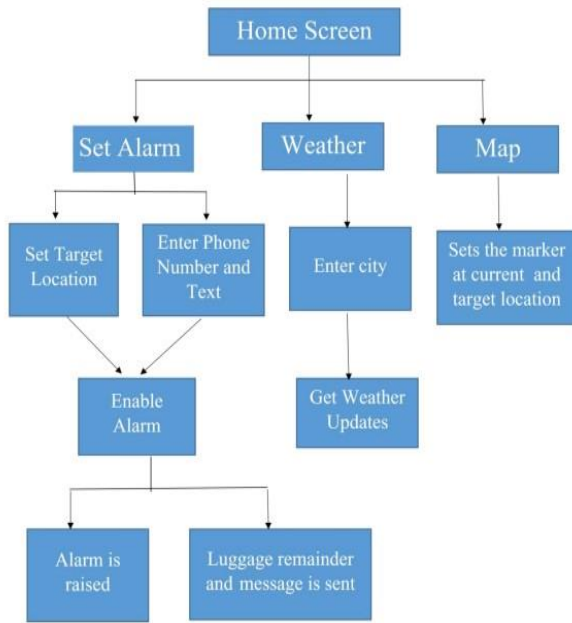 Home Screen
Set Alarm
Weather
Map
Set Target
Location
Enter Phone
Number and
Text
Enter city
Sets the marker
at current and
target location
Enable
Alarm
Get Weather
Updates
Alarm is
raised
Luggage remainder
and message is sent